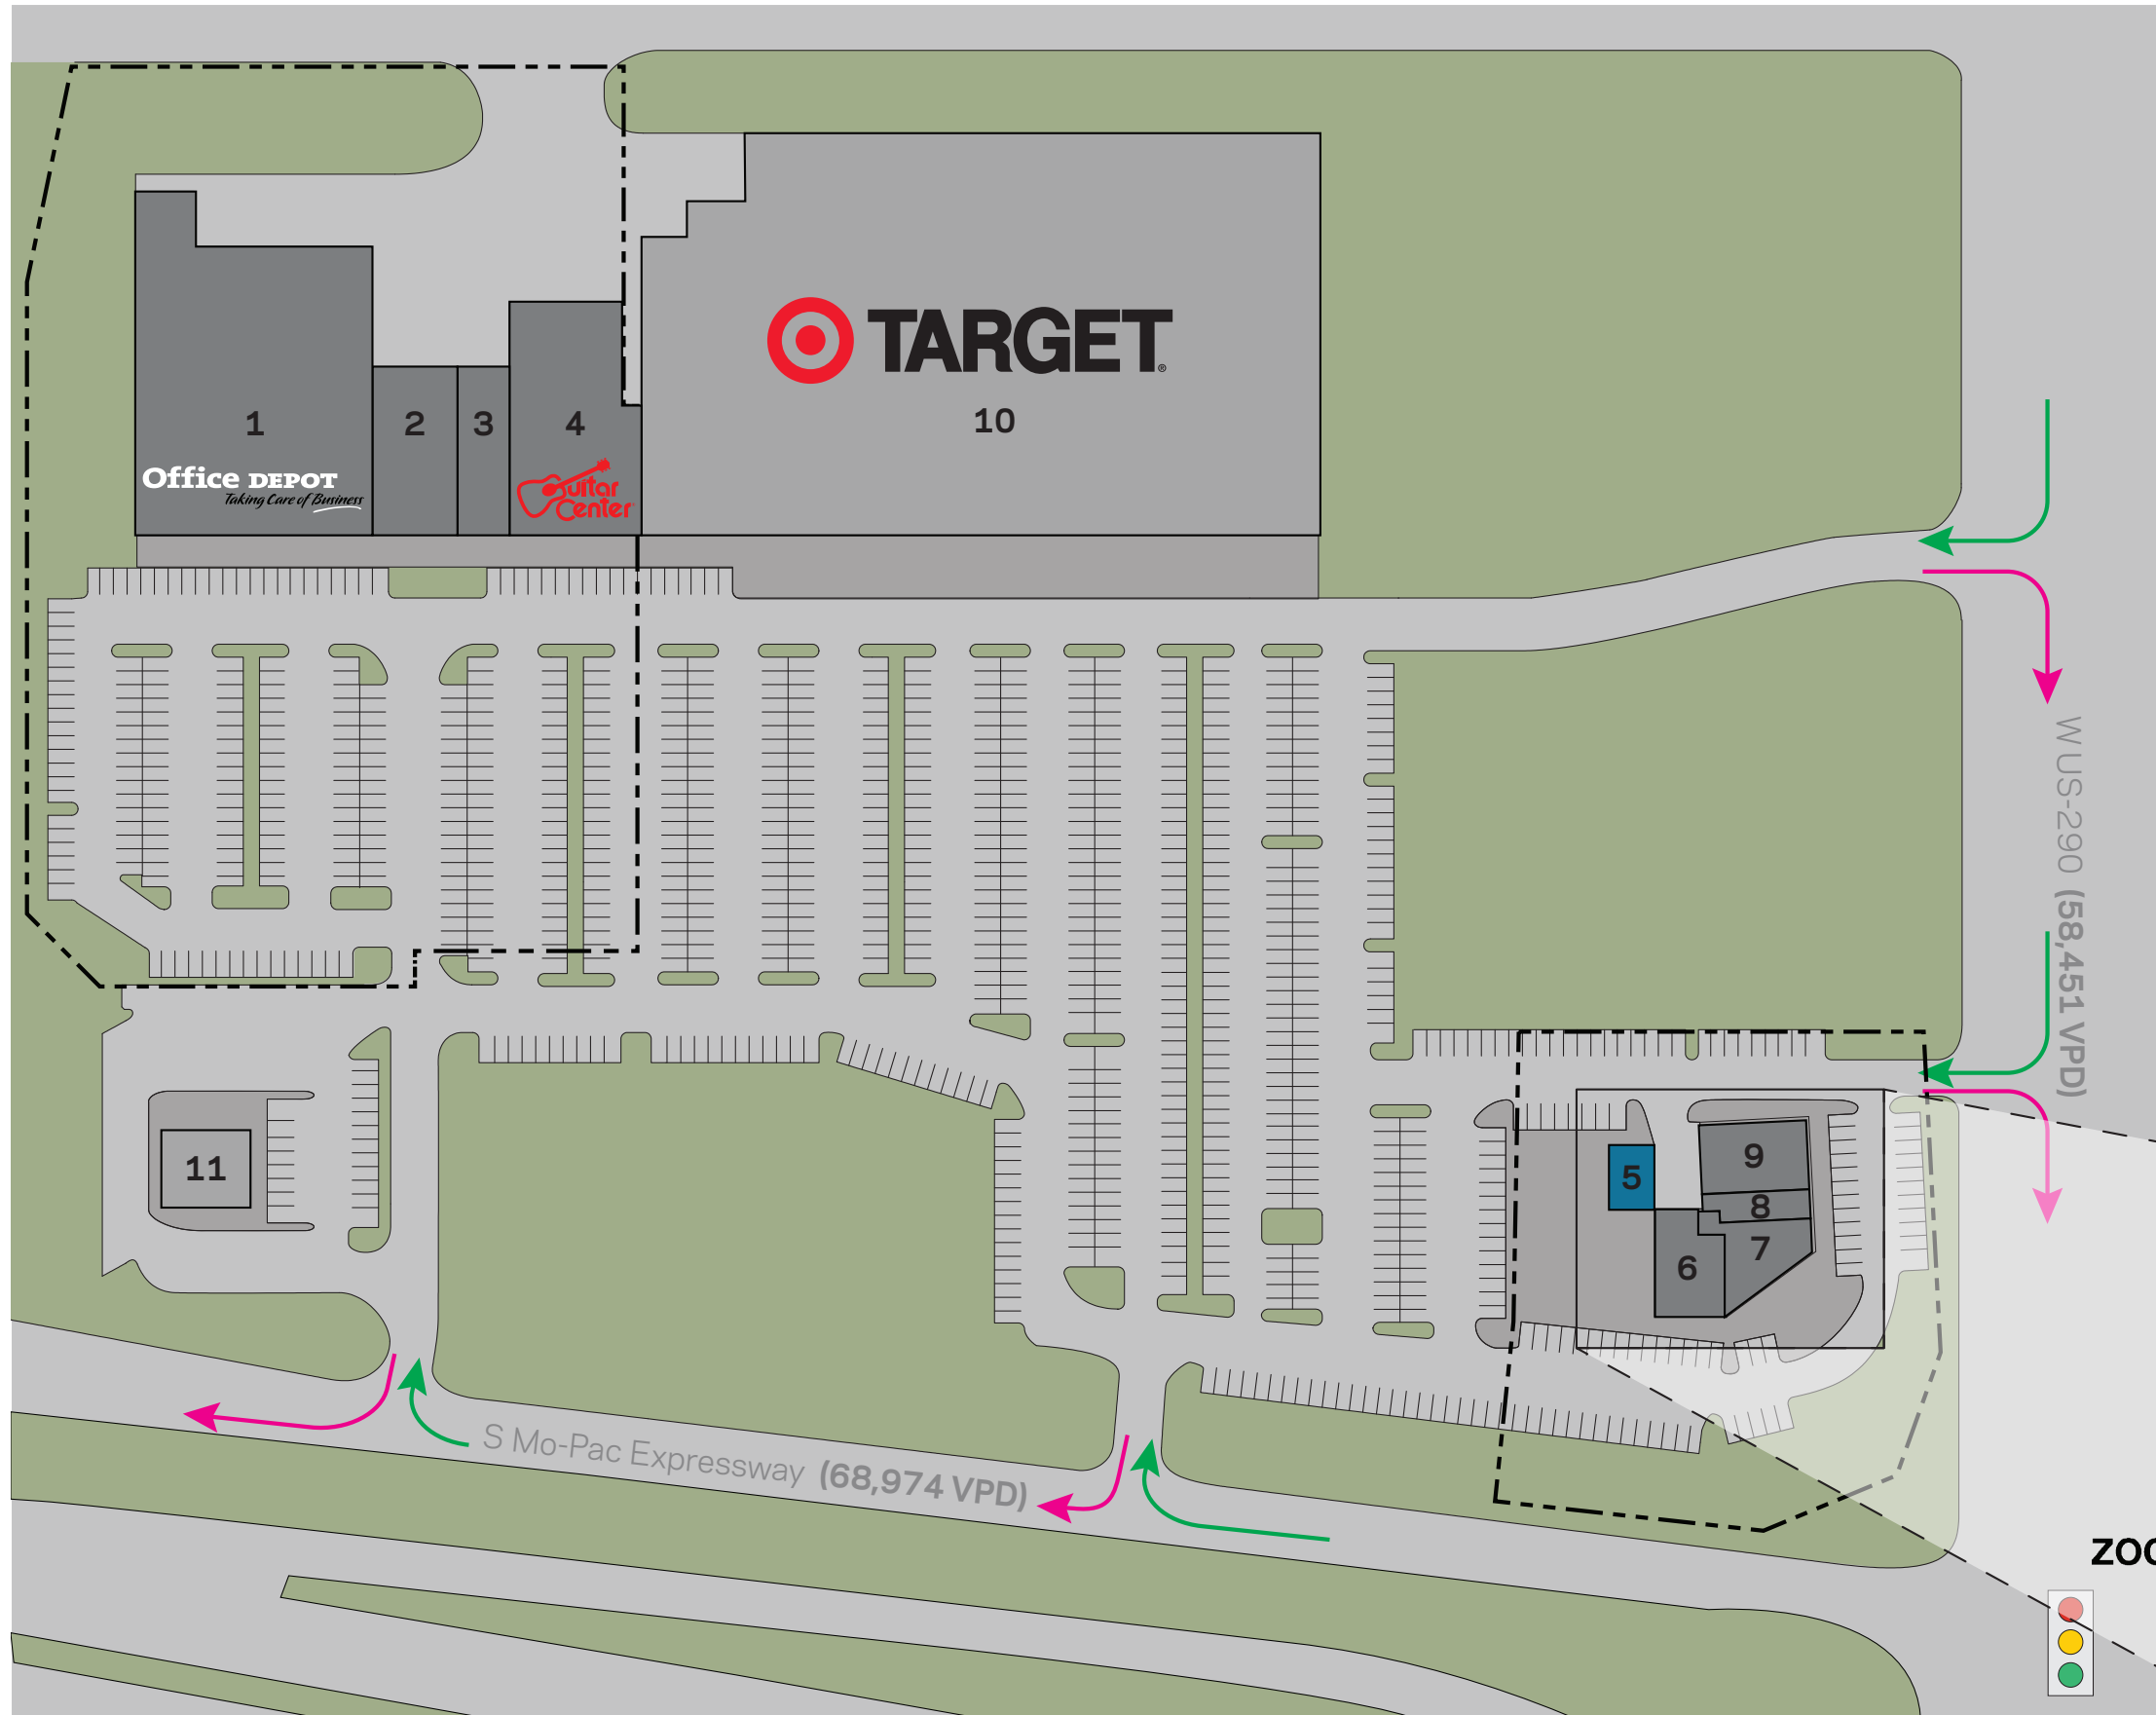 TARGET®
10
1
2
3
4
Office DEPOT
Taking Care of Business
Guitar
Center
W US-290 (58,451 VPD)
5
9
8
7
6
11
S Mo-Pac Expressway (68,974 VPD)